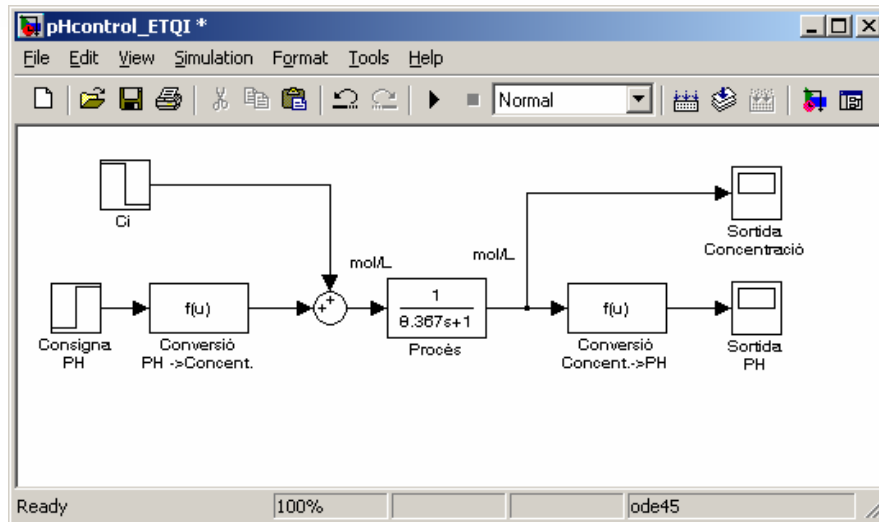 pHcontrol_ETQI *
File Edit View Simulation Format Tools Help
Normal
Ci
Sortida
Concentració
mol/L
mol/L
Consigna
PH
f(u)
Conversió
PH ->Concent.
+ +
1
8.367s+1
Procés
f(u)
Conversió
Concent.->PH
Sortida
PH
Ready 100% ode45